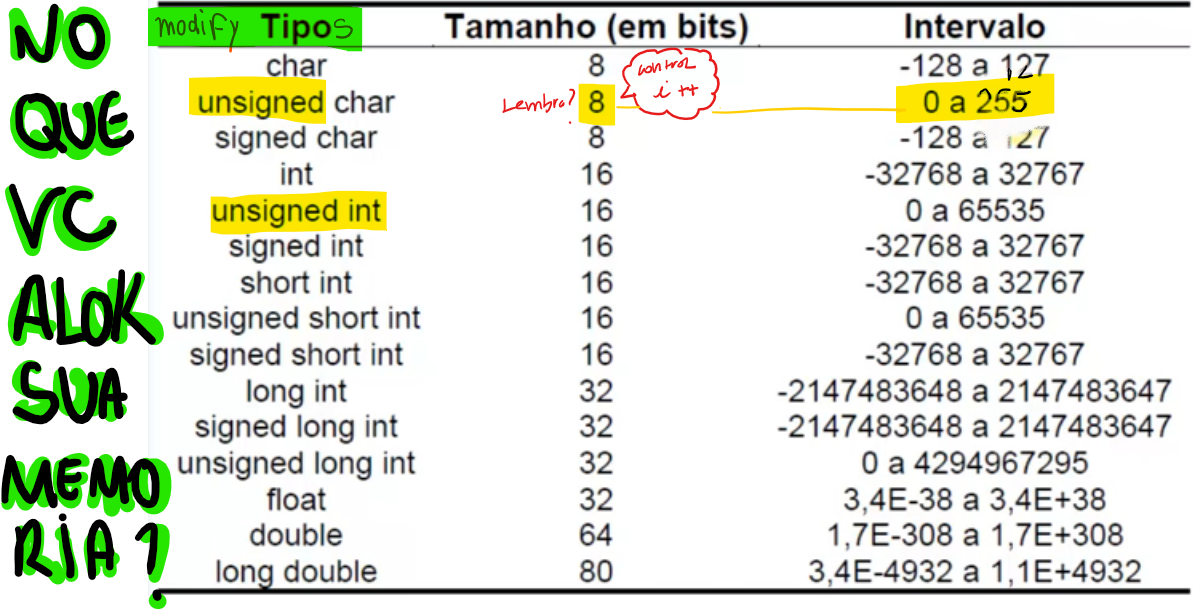 NO
QUE
VC
ALOK
SUA
MEMO
RiA?
modify Tipos Tamanho (em bits) Intervalo
char 8 -128 a 127
control
i ++
unsigned char Lembra? 8 0 a 255
signed char 8 -128 a 127
int 16 -32768 a 32767
unsigned int 16 0 a 65535
signed int 16 -32768 a 32767
short int 16 -32768 a 32767
unsigned short int 16 0 a 65535
signed short int 16 -32768 a 32767
long int 32 -2147483648 a 2147483647
signed long int 32 -2147483648 a 2147483647
unsigned long int 32 0 a 4294967295
float 32 3,4E-38 a 3,4E+38
double 64 1,7E-308 a 1,7E+308
long double 80 3,4E-4932 a 1,1E+4932